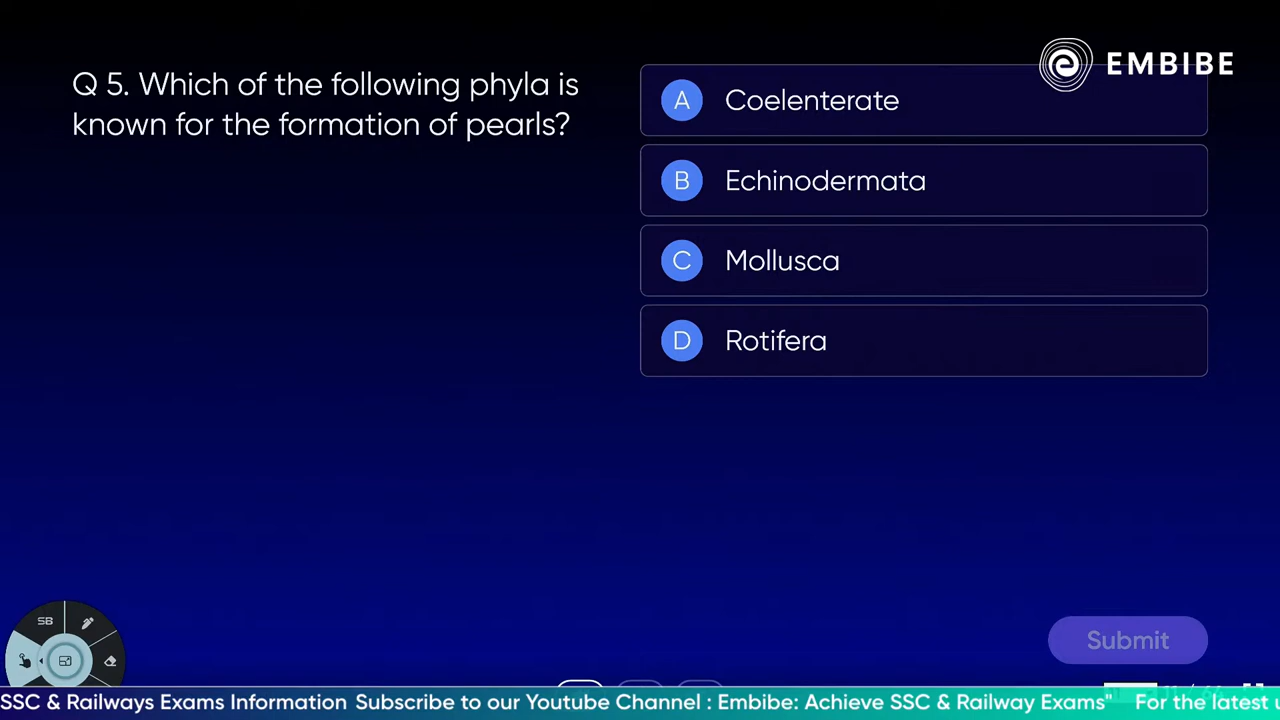 EMBIBE
Q 5. Which of the following phyla is
known for the formation of pearls?
A Coelenterate
B Echinodermata
C Mollusca
D Rotifera
SB
Submit
SSC & Railways Exams Information Subscribe to our Youtube Channel : Embibe: Achieve SSC & Railway Exams" For the latest u